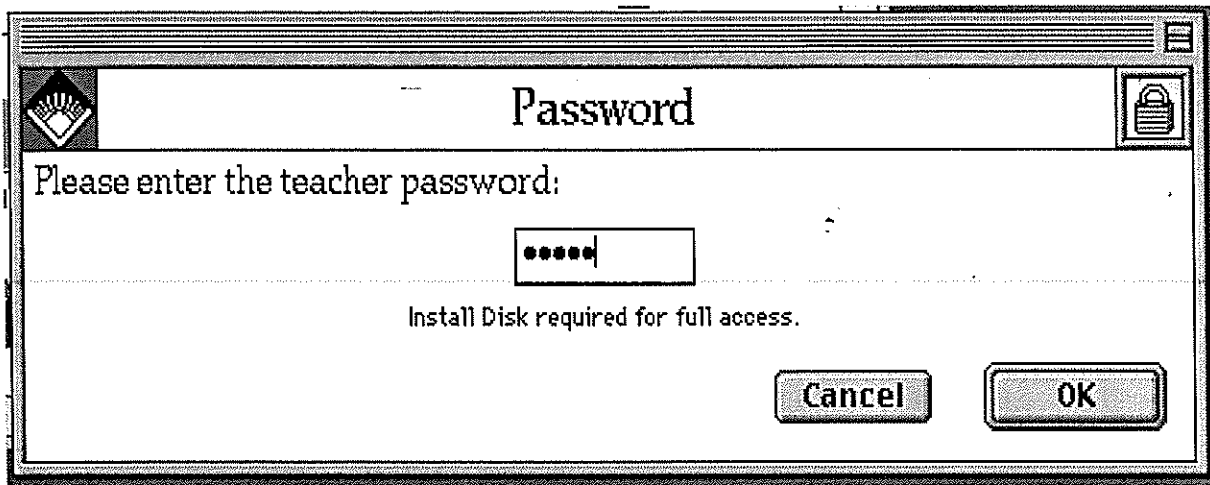 Password
Please enter the teacher password:
•••••
Install Disk required for full access.
Cancel
OK